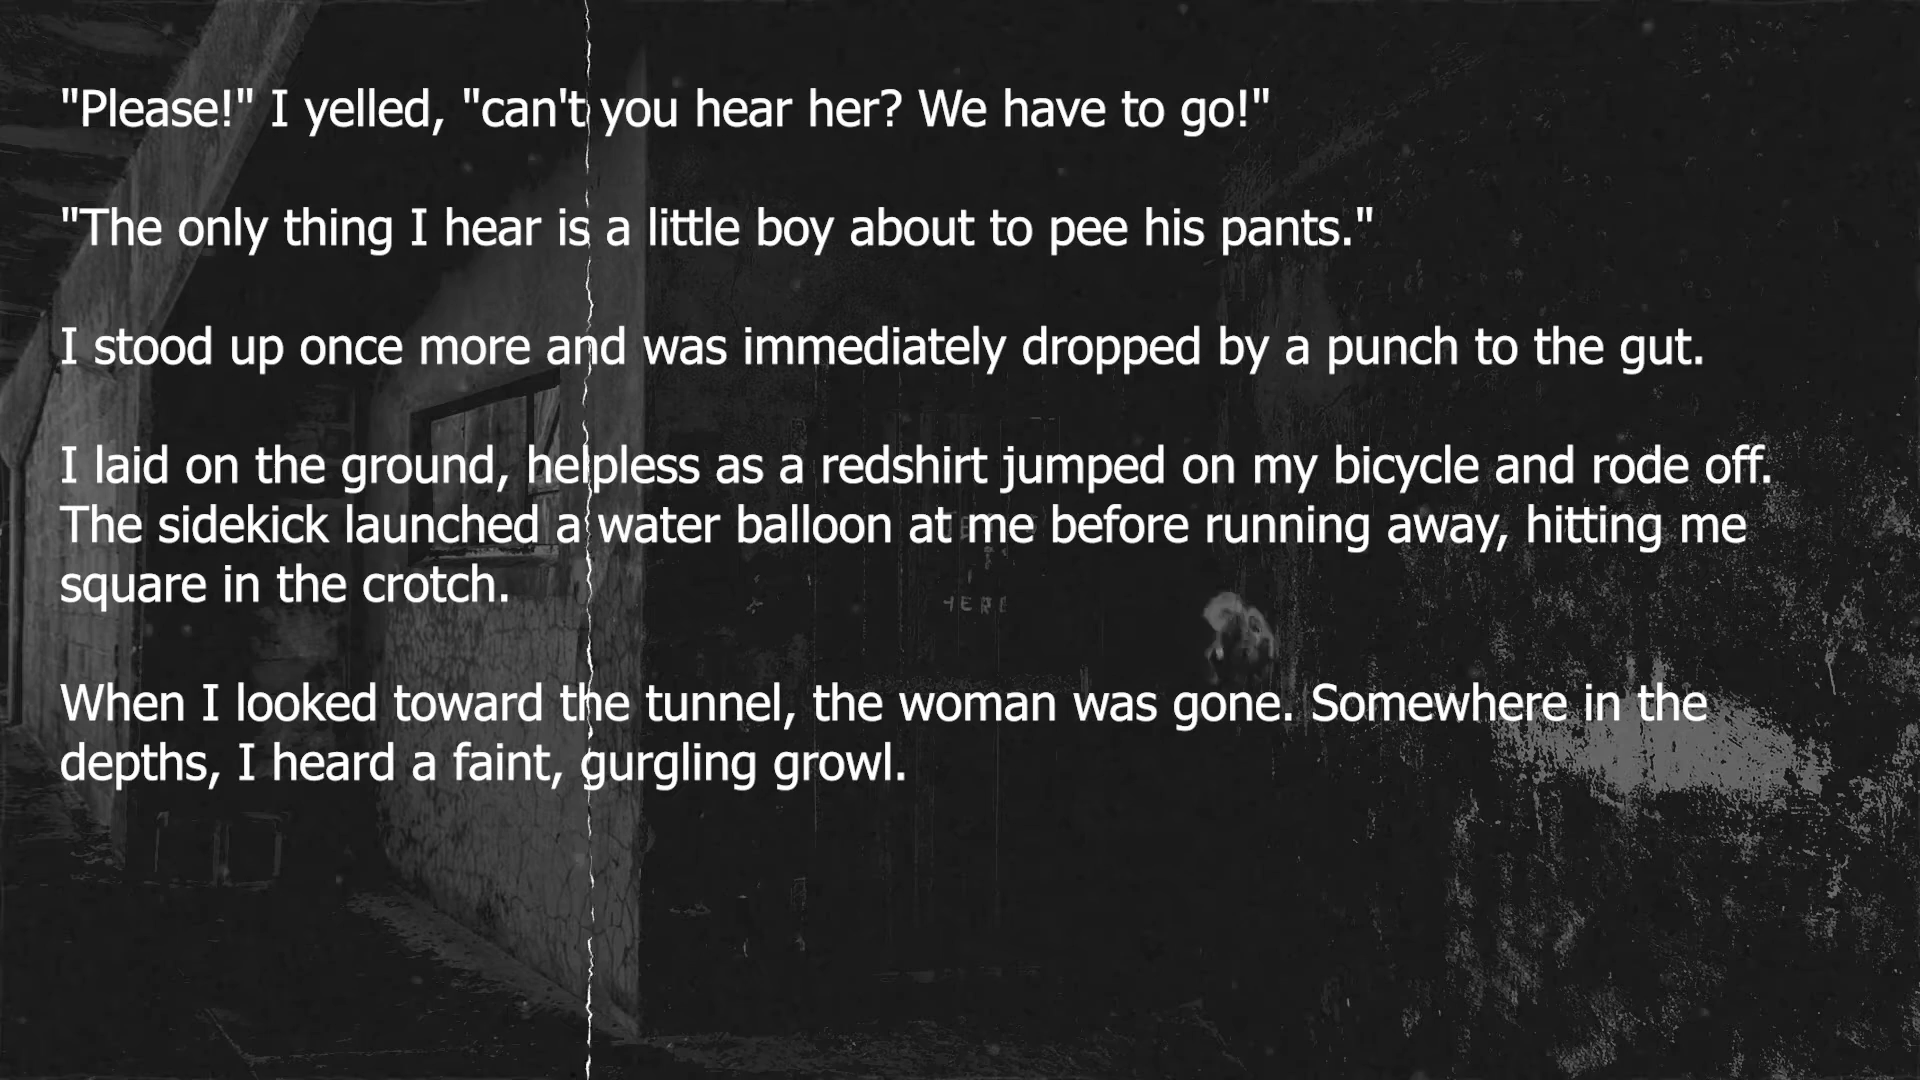 "Please!" I yelled, "can't you hear her? We have to go!"
"The only thing I hear is a little boy about to pee his pants."
I stood up once more and was immediately dropped by a punch to the gut.
I laid on the ground, helpless as a redshirt jumped on my bicycle and rode off.
The sidekick launched a water balloon at me before running away, hitting me
square in the crotch.
HERE
When I looked toward the tunnel, the woman was gone. Somewhere in the
depths, I heard a faint, gurgling growl.